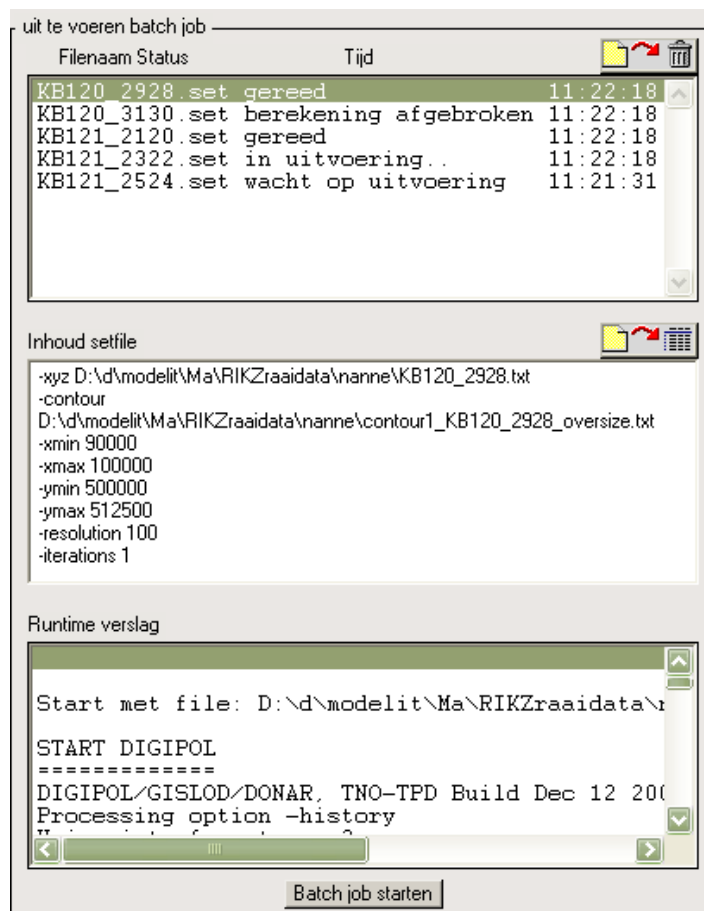 uit te voeren batch job
Filenaam Status Tijd
KB120_2928.set gereed 11:22:18
KB120_3130.set berekening afgebroken 11:22:18
KB121_2120.set gereed 11:22:18
KB121_2322.set in uitvoering.. 11:22:18
KB121_2524.set wacht op uitvoering 11:21:31
Inhoud setfile
-xyz D:\d\modelit\Ma\RIKZraaidata\nanne\KB120_2928.txt
-contour
D:\d\modelit\Ma\RIKZraaidata\nanne\contour1_KB120_2928_oversize.txt
-xmin 90000
-xmax 100000
-ymin 500000
-ymax 512500
-resolution 100
-iterations 1
Runtime verslag
Start met file: D:\d\modelit\Ma\RIKZraaidata\
START DIGIPOL
=============
DIGIPOL/GISLOD/DONAR, TNO-TPD Build Dec 12
Processing option -history
Batch job starten